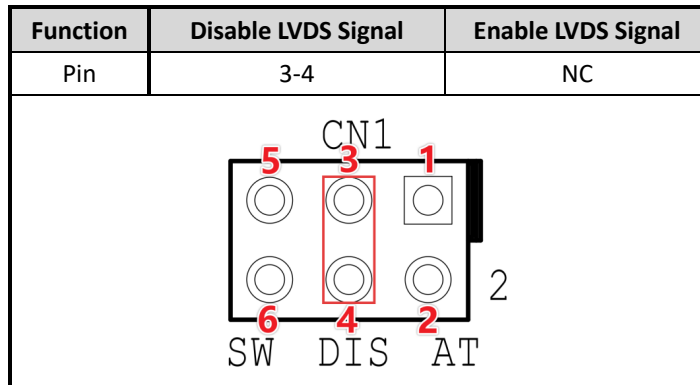 Function Disable LVDS Signal Enable LVDS Signal
Pin 3-4 NC
CN1
5 3 1
2
6 4 2
SW DIS AT